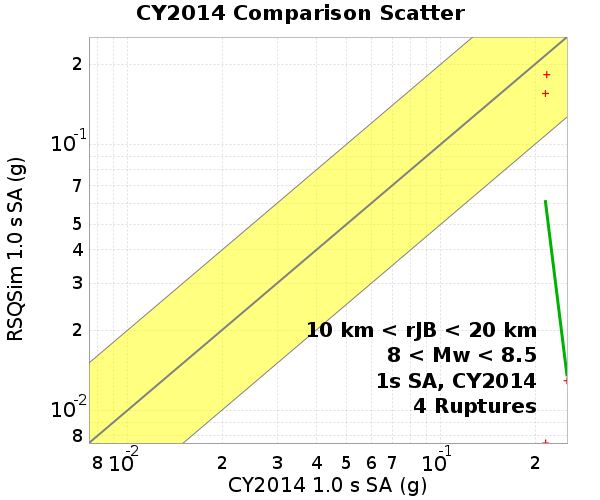 CY2014 Comparison Scatter
RSQSim 1.0 s SA (g)
2
10-1
7
5
4
3
2
10-2
8
10 km < rJB < 20 km
8 < Mw < 8.5
1s SA, CY2014
4 Ruptures
8 10-2 2 3 4 5 6 7 10-1 2
CY2014 1.0 s SA (g)